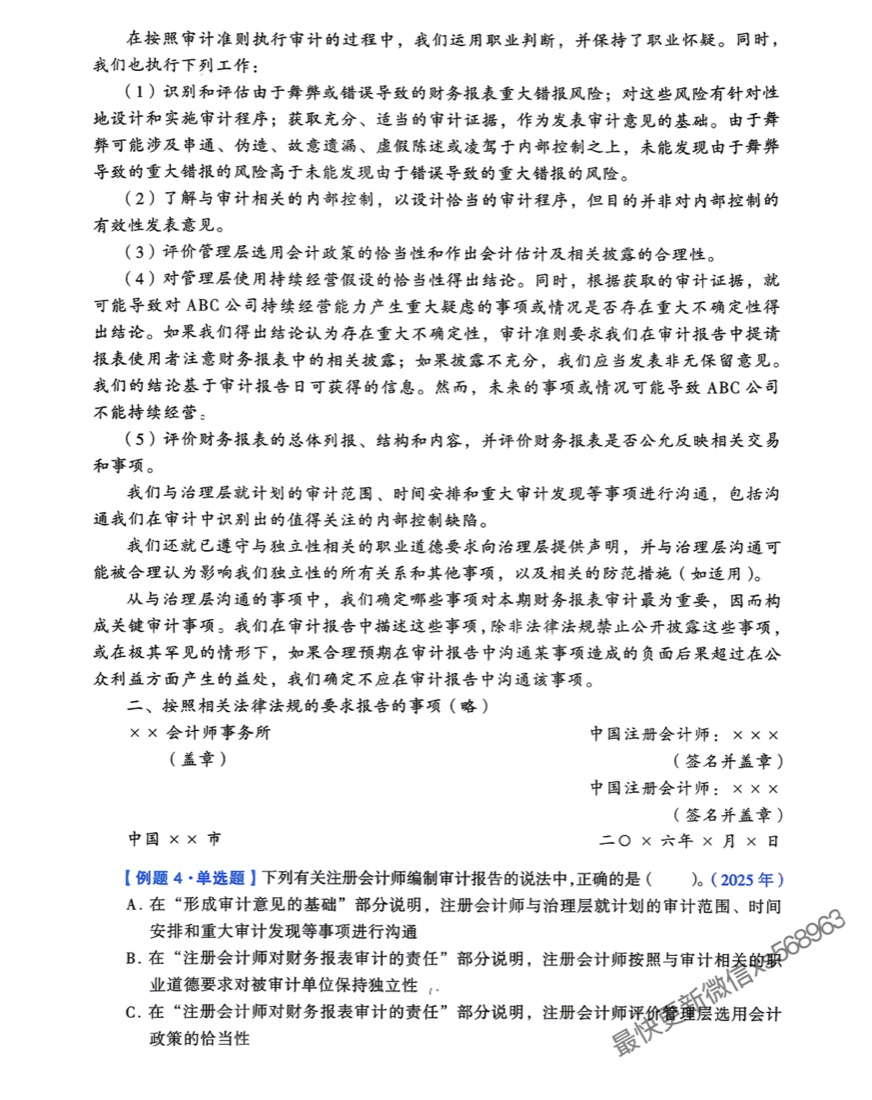 在按照审计准则执行审计的过程中，我们运用职业判断，并保持了职业怀疑。同时，
我们也执行下列工作：
（1）识别和评估由于舞弊或错误导致的财务报表重大错报风险；对这些风险有针对性
地设计和实施审计程序；获取充分、适当的审计证据，作为发表审计意见的基础。由于舞
弊可能涉及串通、伪造、故意遗漏、虚假陈述或凌驾于内部控制之上，未能发现由于舞弊
导致的重大错报的风险高于未能发现由于错误导致的重大错报的风险。
（2）了解与审计相关的内部控制，以设计恰当的审计程序，但目的并非对内部控制的
有效性发表意见。
（3）评价管理层选用会计政策的恰当性和作出会计估计及相关披露的合理性。
（4）对管理层使用持续经营假设的恰当性得出结论。同时，根据获取的审计证据，就
可能导致对 ABC 公司持续经营能力产生重大疑虑的事项或情况是否存在重大不确定性得
出结论。如果我们得出结论认为存在重大不确定性，审计准则要求我们在审计报告中提请
报表使用者注意财务报表中的相关披露；如果披露不充分，我们应当发表非无保留意见。
我们的结论基于审计报告日可获得的信息。然而，未来的事项或情况可能导致 ABC 公司
不能持续经营。
（5）评价财务报表的总体列报、结构和内容，并评价财务报表是否公允反映相关交易
和事项。
我们与治理层就计划的审计范围、时间安排和重大审计发现等事项进行沟通，包括沟
通我们在审计中识别出的值得关注的内部控制缺陷。
我们还就已遵守与独立性相关的职业道德要求向治理层提供声明，并与治理层沟通可
能被合理认为影响我们独立性的所有关系和其他事项，以及相关的防范措施（如适用）。
从与治理层沟通的事项中，我们确定哪些事项对本期财务报表审计最为重要，因而构
成关键审计事项。我们在审计报告中描述这些事项，除非法律法规禁止公开披露这些事项，
或在极其罕见的情形下，如果合理预期在审计报告中沟通某事项造成的负面后果超过在公
众利益方面产生的益处，我们确定不应在审计报告中沟通该事项。
二、按照相关法律法规的要求报告的事项（略）
××会计师事务所 中国注册会计师：×××
（盖章） （签名并盖章）
中国注册会计师：×××
（签名并盖章）
中国××市 二〇×六年×月×日
【例题 4·单选题】下列有关注册会计师编制审计报告的说法中，正确的是（ ）。（2025 年）
A. 在“形成审计意见的基础”部分说明，注册会计师与治理层就计划的审计范围、时间
安排和重大审计发现等事项进行沟通
B. 在“注册会计师对财务报表审计的责任”部分说明，注册会计师按照与审计相关的职
业道德要求对被审计单位保持独立性
C. 在“注册会计师对财务报表审计的责任”部分说明，注册会计师评价管理层选用会计
政策的恰当性